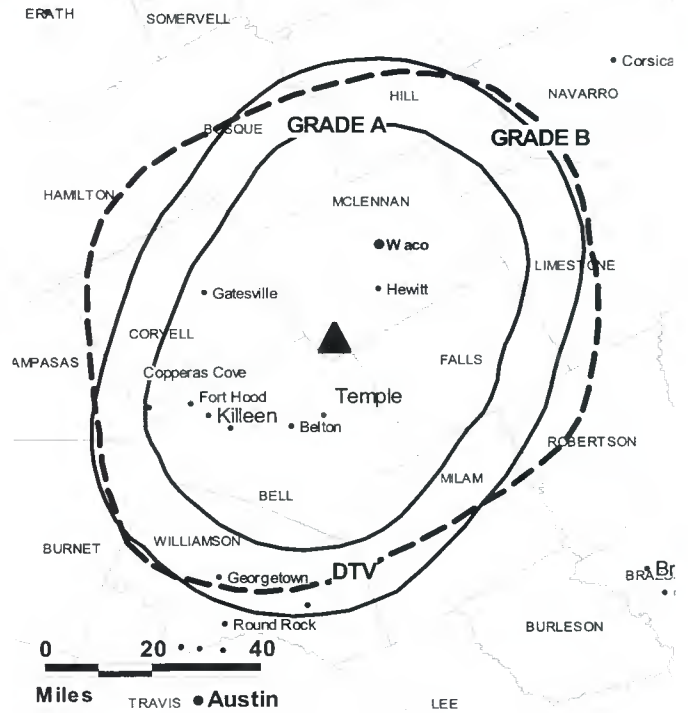 ERATH
SOMERVELL
Corsica
HILL
NAVARRO
BOSQUE
GRADE A
GRADE B
HAMILTON
MCLENNAN
Waco
LIMESTONE
Gatesville
Hewitt
CORYELL
AMPASAS
FALLS
Copperas Cove
Fort Hood
Temple
Killeen
Belton
ROBERTSON
MILAM
BELL
WILLIAMSON
BURNET
Georgetown
DTV
Br
Round Rock
BURLESON
0 20 40
Miles
TRAVIS
Austin
LEE